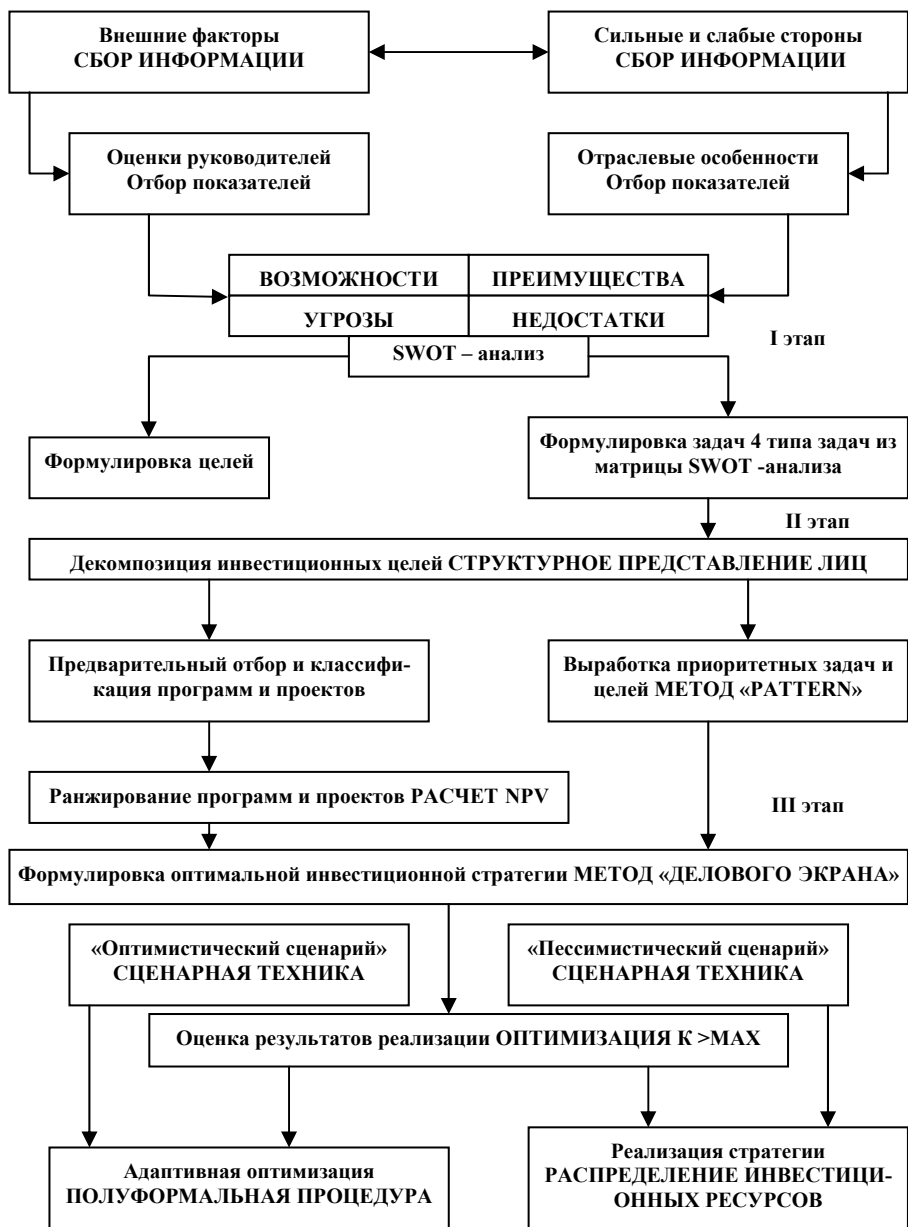 Внешние факторы
СБОР ИНФОРМАЦИИ
Сильные и слабые стороны
СБОР ИНФОРМАЦИИ
Оценки руководителей
Отбор показателей
Отраслевые особенности
Отбор показателей
ВОЗМОЖНОСТИ
ПРЕИМУЩЕСТВА
УГРОЗЫ
НЕДОСТАТКИ
SWOT – анализ
I этап
Формулировка целей
Формулировка задач 4 типа задач из
матрицы SWOT -анализа
II этап
Декомпозиция инвестиционных целей СТРУКТУРНОЕ ПРЕДСТАВЛЕНИЕ ЛИЦ
Предварительный отбор и классифи-
кация программ и проектов
Выработка приоритетных задач и
целей МЕТОД «PATTERN»
Ранжирование программ и проектов РАСЧЕТ NPV
III этап
Формулировка оптимальной инвестиционной стратегии МЕТОД «ДЕЛОВОГО ЭКРАНА»
«Оптимистический сценарий»
СЦЕНАРНАЯ ТЕХНИКА
«Пессимистический сценарий»
СЦЕНАРНАЯ ТЕХНИКА
Оценка результатов реализации ОПТИМИЗАЦИЯ К >МАХ
Адаптивная оптимизация
ПОЛУФОРМАЛЬНАЯ ПРОЦЕДУРА
Реализация стратегии
РАСПРЕДЕЛЕНИЕ ИНВЕСТИЦИ-
ОННЫХ РЕСУРСОВ